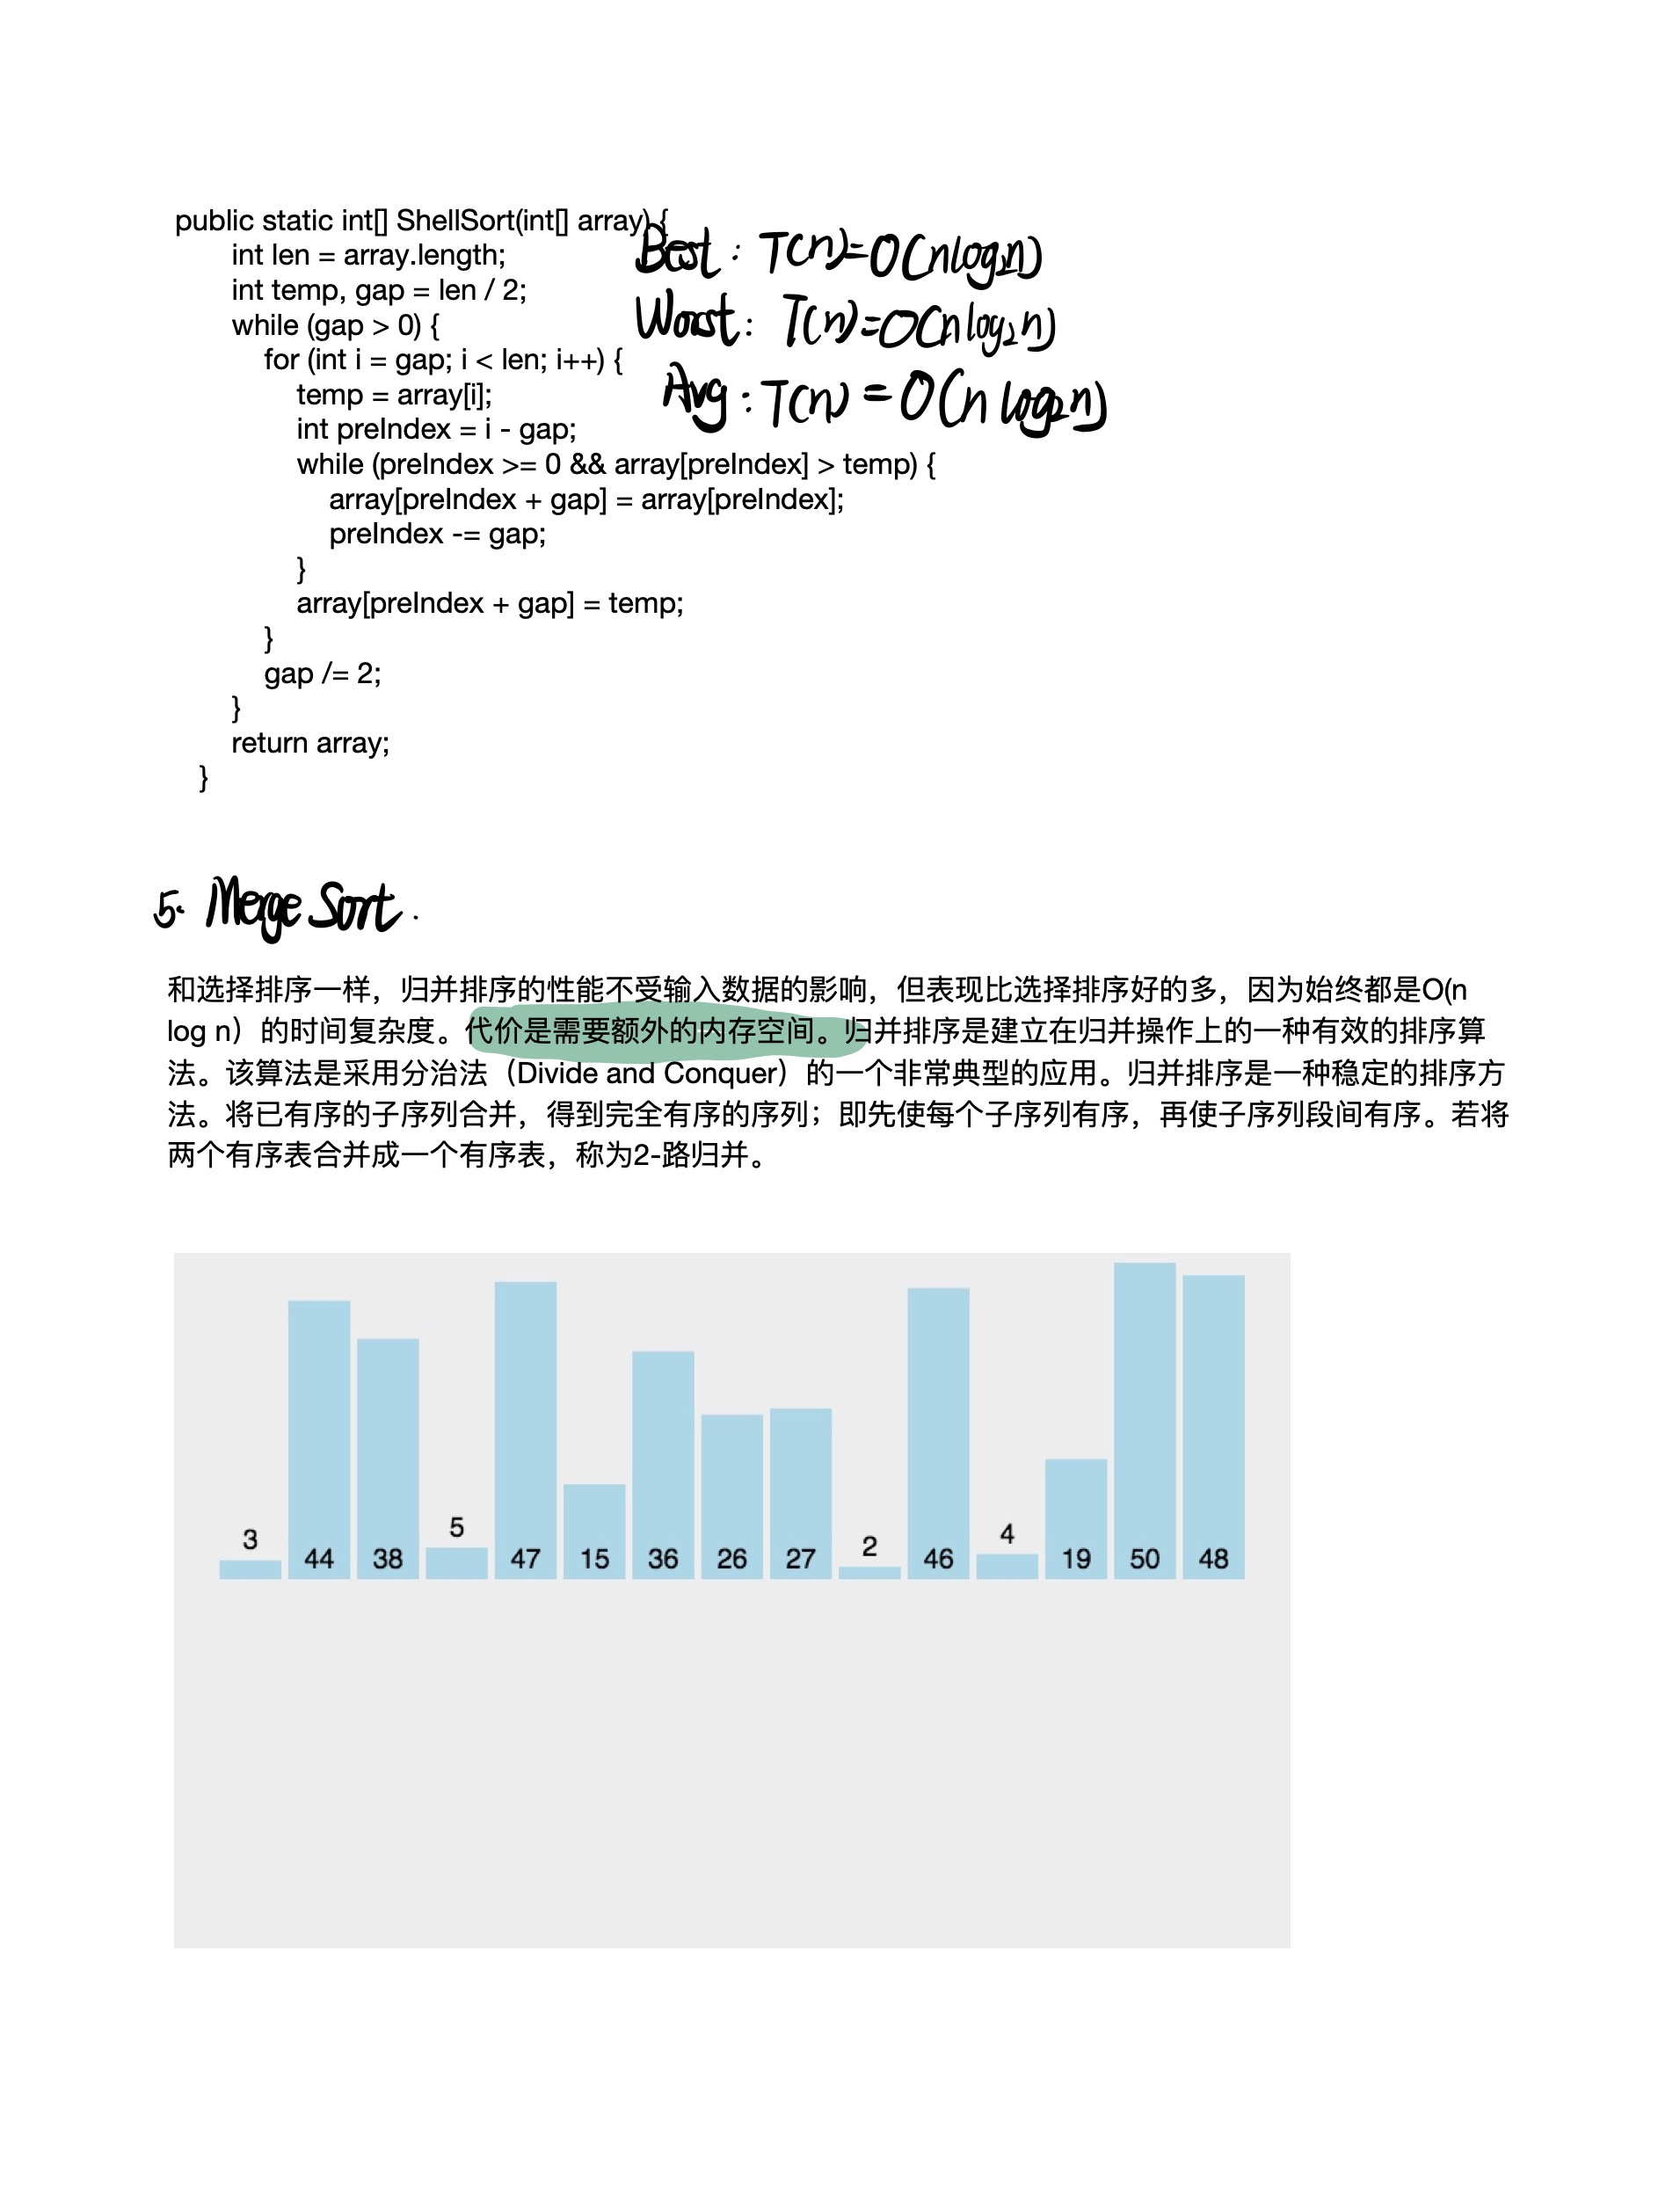 public static int[] ShellSort(int[] array) {
int len = array.length;
int temp, gap = len / 2;
while (gap > 0) {
for (int i = gap; i < len; i++) {
temp = array[i];
int preIndex = i - gap;
while (preIndex >= 0 && array[preIndex] > temp) {
array[preIndex + gap] = array[preIndex];
preIndex -= gap;
}
array[preIndex + gap] = temp;
}
gap /= 2;
}
return array;
}
Best: T(n)=O(nlog₂n)
Worst: T(n)=O(nlog₂n)
Avg: T(n)=O(nlog₂n)
5. Merge Sort.
和选择排序一样，归并排序的性能不受输入数据的影响，但表现比选择排序好的多，因为始终都是O(n
log n）的时间复杂度。代价是需要额外的内存空间。归并排序是建立在归并操作上的一种有效的排序算
法。该算法是采用分治法（Divide and Conquer）的一个非常典型的应用。归并排序是一种稳定的排序方
法。将已有序的子序列合并，得到完全有序的序列；即先使每个子序列有序，再使子序列段间有序。若将
两个有序表合并成一个有序表，称为2-路归并。
3 44 38 5 47 15 36 26 27 2 46 4 19 50 48